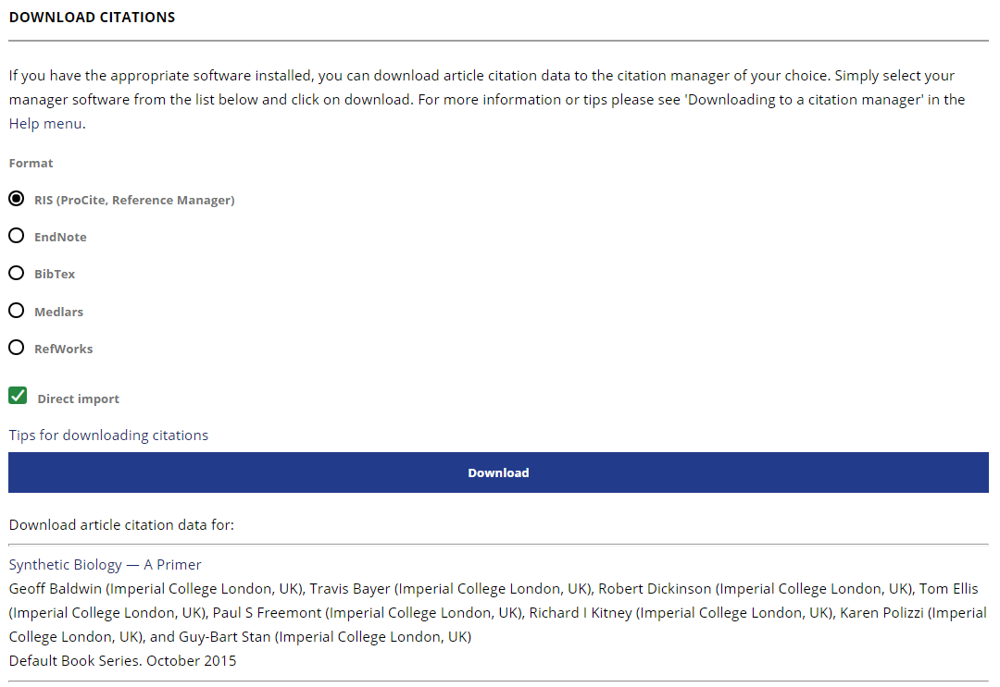 DOWNLOAD CITATIONS
If you have the appropriate software installed, you can download article citation data to the citation manager of your choice. Simply select your
manager software from the list below and click on download. For more information or tips please see 'Downloading to a citation manager' in the
Help menu.
Format
RIS (ProCite, Reference Manager)
EndNote
BibTex
Medlars
RefWorks
Direct import
Tips for downloading citations
Download
Download article citation data for:
Synthetic Biology — A Primer
Geoff Baldwin (Imperial College London, UK), Travis Bayer (Imperial College London, UK), Robert Dickinson (Imperial College London, UK), Tom Ellis
(Imperial College London, UK), Paul S Freemont (Imperial College London, UK), Richard I Kitney (Imperial College London, UK), Karen Polizzi (Imperial
College London, UK), and Guy-Bart Stan (Imperial College London, UK)
Default Book Series. October 2015